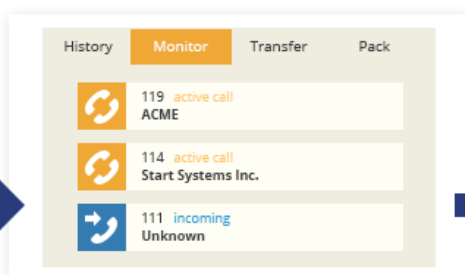 History Monitor Transfer Pack
119 active call
ACME
114 active call
Start Systems Inc.
111 incoming
Unknown